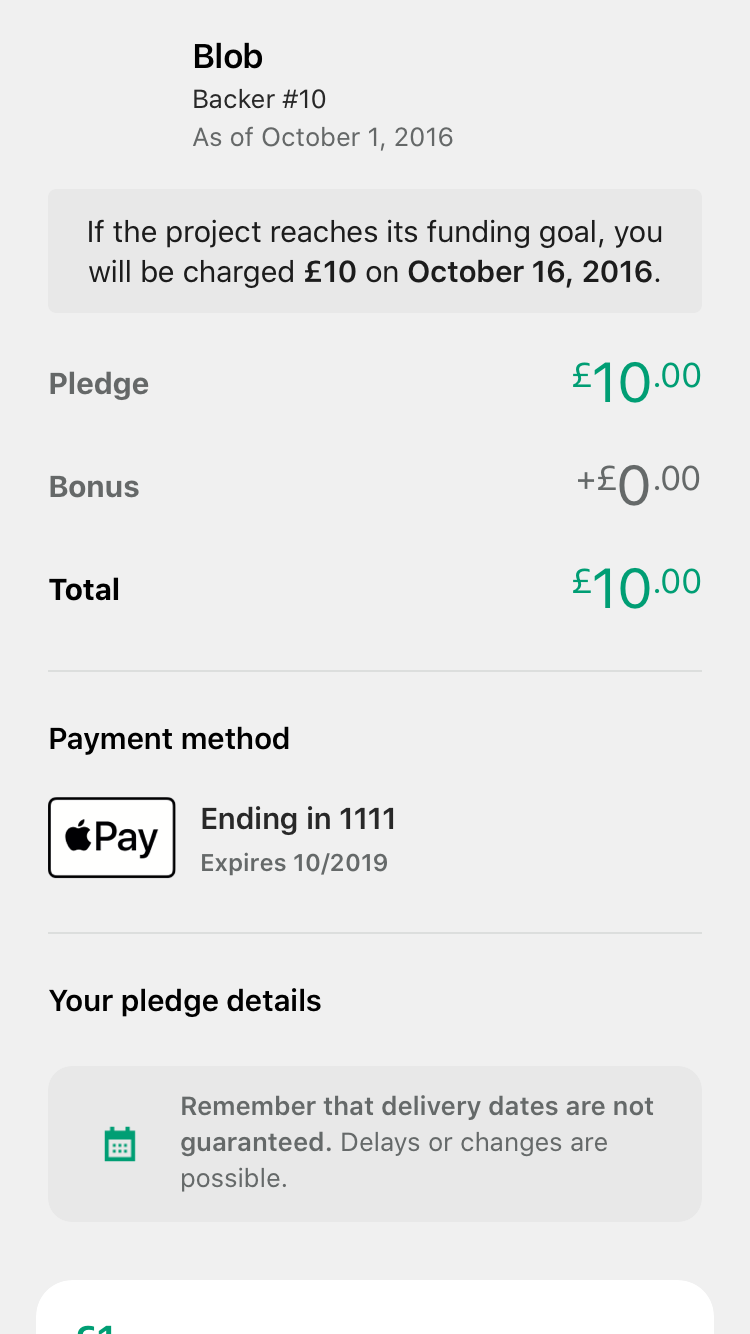 Blob
Backer #10
As of October 1, 2016
If the project reaches its funding goal, you
will be charged £10 on October 16, 2016.
Pledge £10.00
Bonus +£0.00
Total £10.00
Payment method
Pay
Ending in 1111
Expires 10/2019
Your pledge details
Remember that delivery dates are not
guaranteed. Delays or changes are
possible.